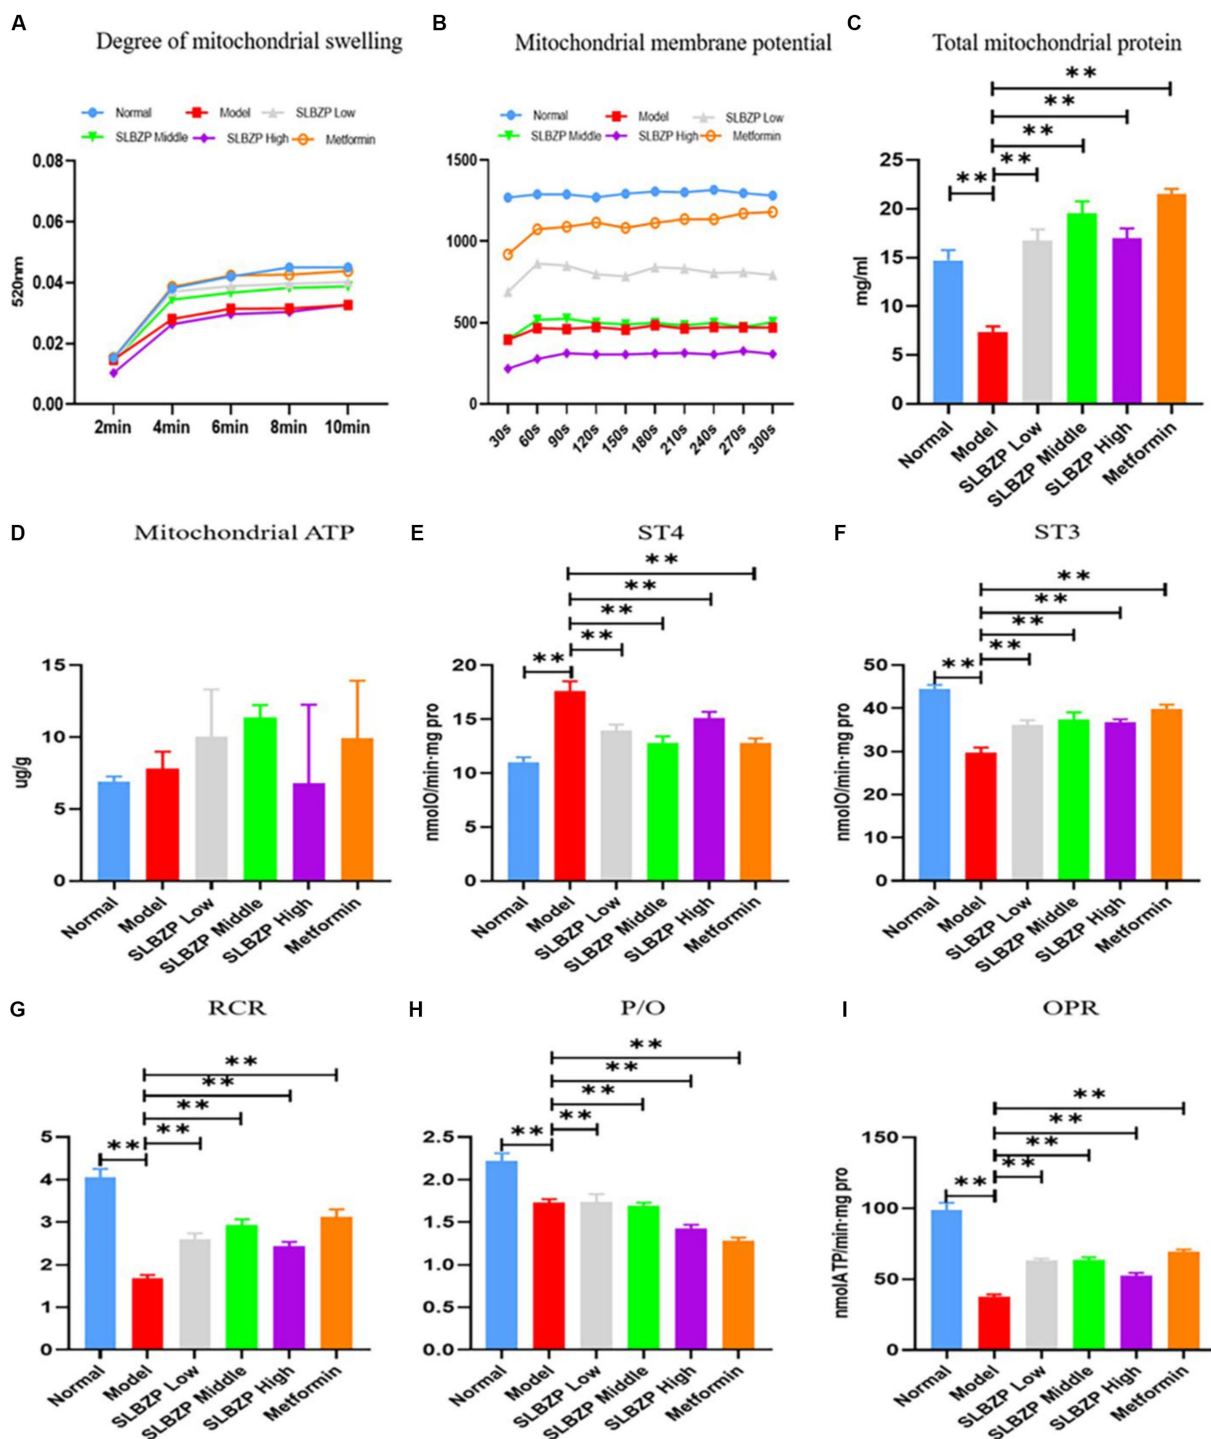 A
Degree of mitochondrial swelling
Normal Model SLBZP Low
SLBZP Middle SLBZP High Metformin
0.08
0.06
0.04
0.02
0.00
520nm
2min 4min 6min 8min 10min
B
Mitochondrial membrane potential
Normal Model SLBZP Low
SLBZP Middle SLBZP High Metformin
1500
1000
500
0
30s 60s 90s 120s 150s 180s 210s 240s 270s 300s
C
Total mitochondrial protein
**
**
**
**
**
25
20
15
10
5
0
mg/ml
Normal Model SLBZP Low SLBZP Middle SLBZP High Metformin
D
Mitochondrial ATP
15
10
5
0
ug/g
Normal Model SLBZP Low SLBZP Middle SLBZP High Metformin
E
ST4
**
**
**
**
**
20
15
10
5
0
nmolO/min·mg pro
Normal Model SLBZP Low SLBZP Middle SLBZP High Metformin
F
ST3
**
**
**
**
**
50
40
30
20
10
0
nmolO/min·mg pro
Normal Model SLBZP Low SLBZP Middle SLBZP High Metformin
G
RCR
**
**
**
**
**
5
4
3
2
1
0
Normal Model SLBZP Low SLBZP Middle SLBZP High Metformin
H
P/O
**
**
**
**
**
2.5
2.0
1.5
1.0
0.5
0.0
Normal Model SLBZP Low SLBZP Middle SLBZP High Metformin
I
OPR
**
**
**
**
**
150
100
50
0
nmolATP/min·mg pro
Normal Model SLBZP Low SLBZP Middle SLBZP High Metformin